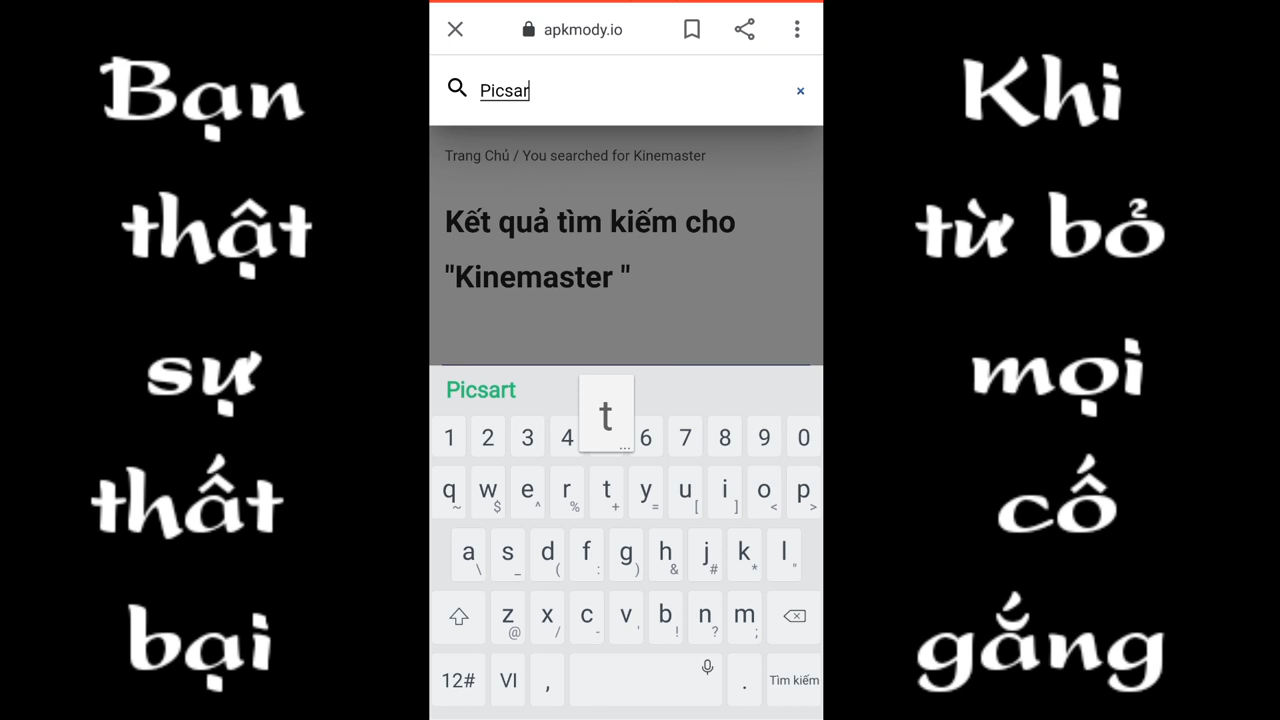 Bạn
thật
sự
thất
bại
apkmody.io
Picsar
×
Trang Chủ / You searched for Kinemaster
Kết quả tìm kiếm cho
"Kinemaster "
Picsart
t
...
1 2 3 4 6 7 8 9 0
q w e r t y u i o p
~ $ ^ % + = [ ] < >
a s d f g h j k l
\ _ ( : ) & # * "
z x c v b n m
@ / - ' ! ? ;
12# VI , . Tìm kiếm
Khi
từ bỏ
mọi
cố
gắng